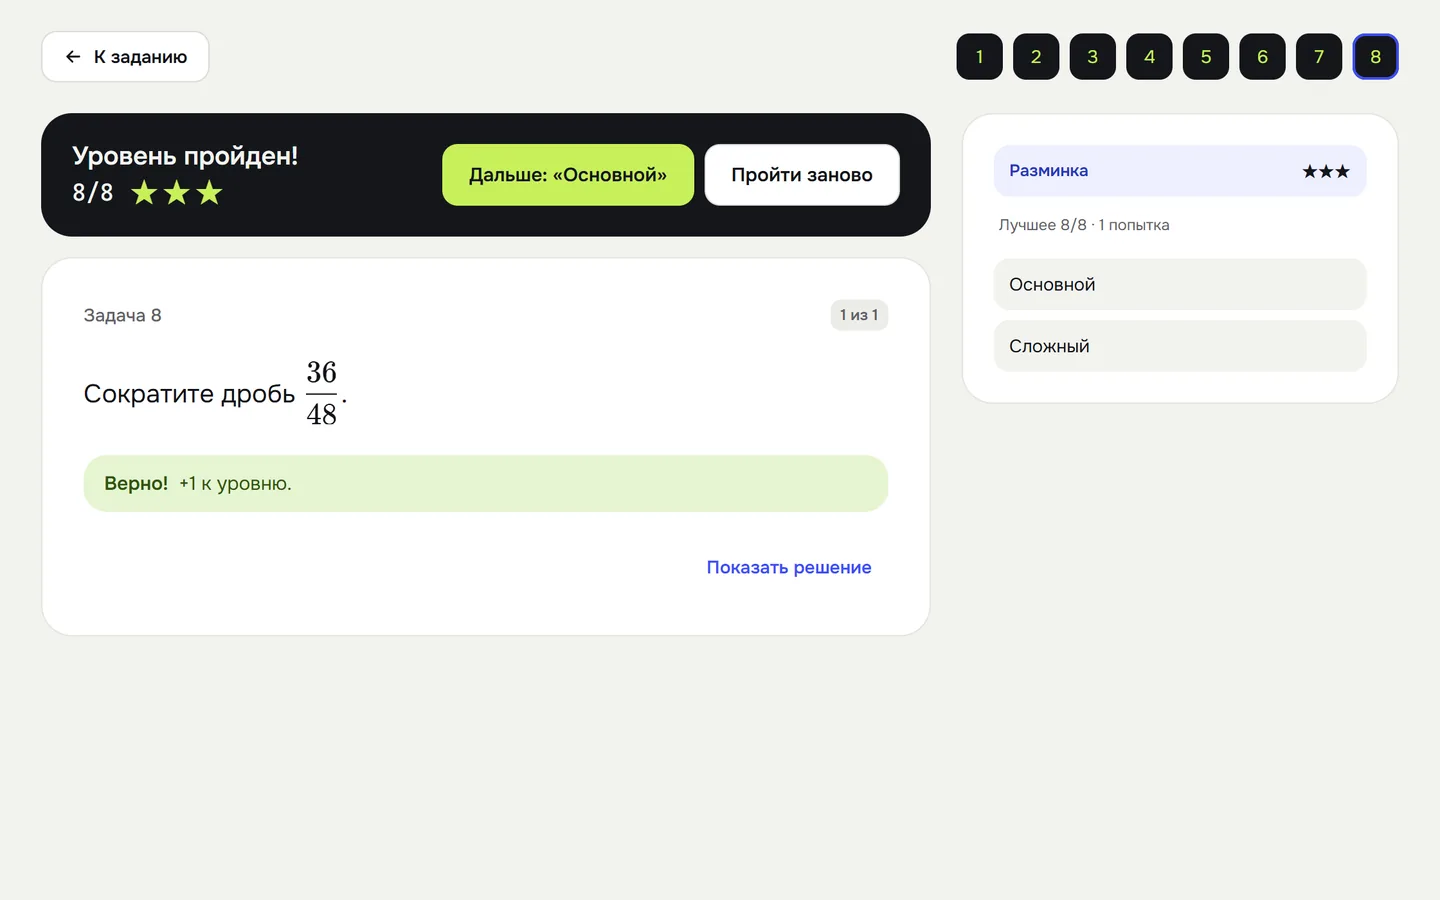 ← К заданию
1 2 3 4 5 6 7 8
Уровень пройден!
8/8 ★★★
Дальше: «Основной»
Пройти заново
Задача 8
1 из 1
Сократите дробь 36/48.
Верно! +1 к уровню.
Показать решение
Разминка ★★★
Лучшее 8/8 · 1 попытка
Основной
Сложный